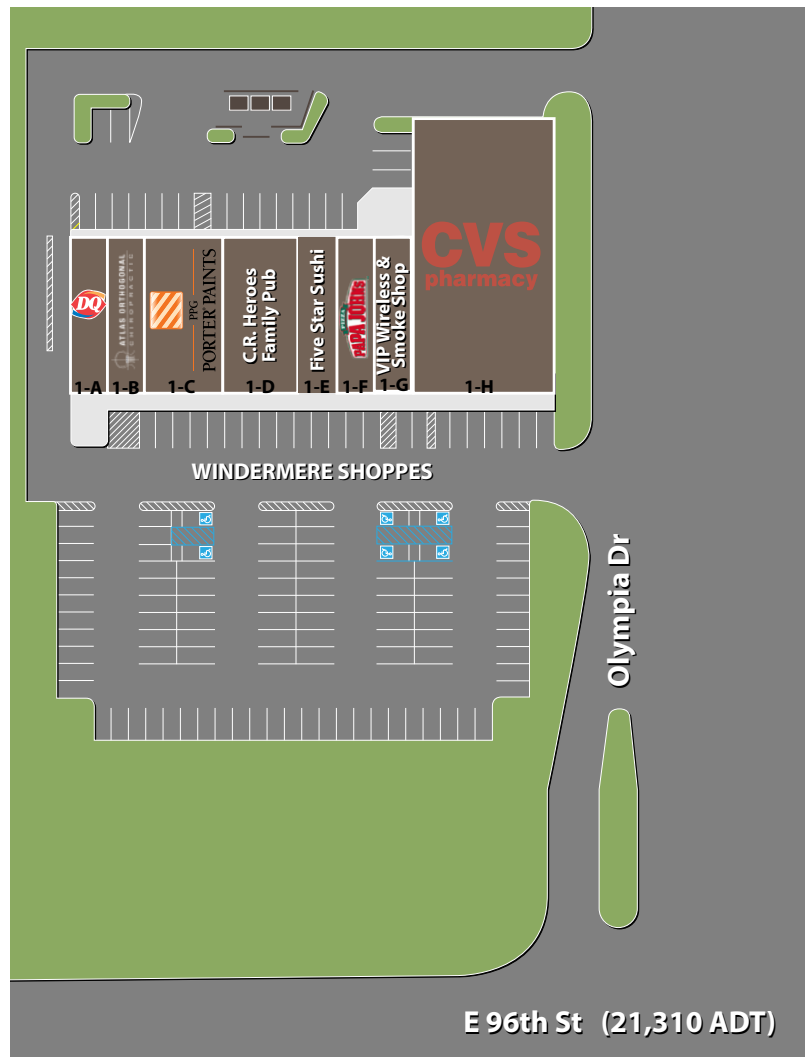 CVS
pharmacy
DQ
ATLAS ORTHOGONAL
CHIROPRACTIC
PPG
PORTER PAINTS
C.R. Heroes
Family Pub
Five Star Sushi
PIZZA
PAPA JOHNS
VIP Wireless &
Smoke Shop
1-A
1-B
1-C
1-D
1-E
1-F
1-G
1-H
WINDERMERE SHOPPES
Olympia Dr
E 96th St (21,310 ADT)